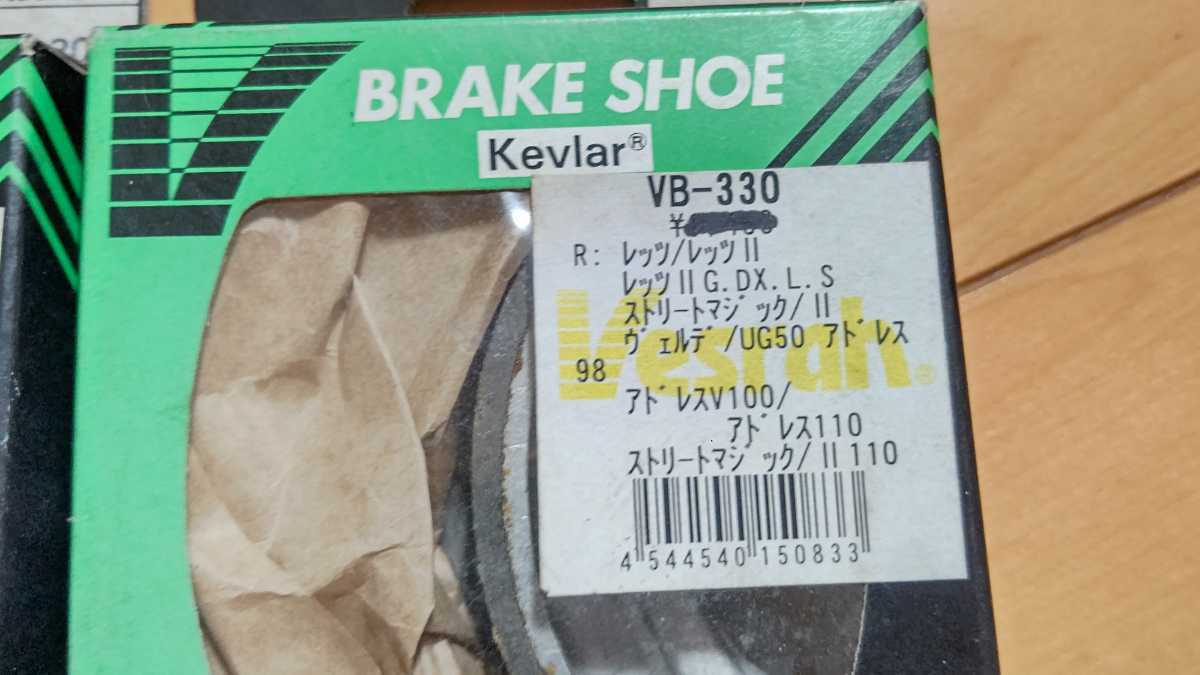 BRAKE SHOE
Kevlar®
VB-330
¥
R: レッツ/レッツII
レッツII G.DX.L.S
ストリートマジック/II
ヴェルデ/UG50 アドレス
98
アドレスV100/
アドレス110
ストリートマジック/II 110
Vesrah®
4 544540 150833
30